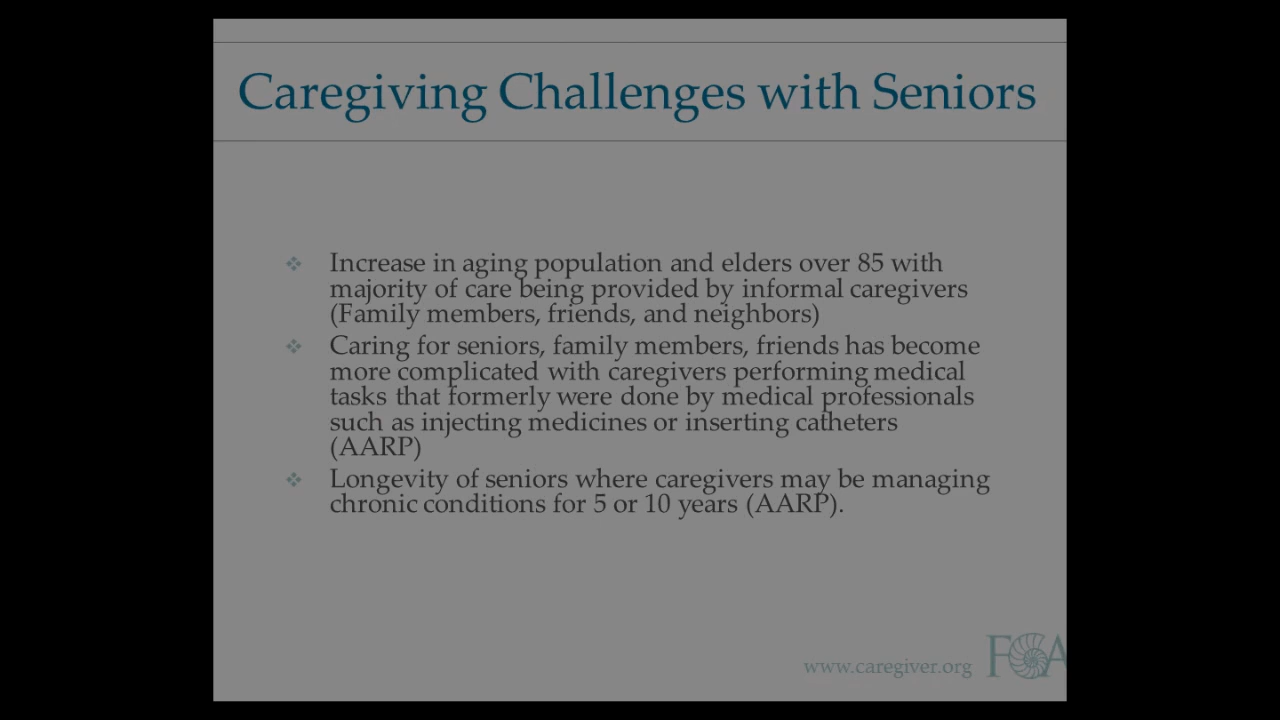 Caregiving Challenges with Seniors
Increase in aging population and elders over 85 with
majority of care being provided by informal caregivers
(Family members, friends, and neighbors)
Caring for seniors, family members, friends has become
more complicated with caregivers performing medical
tasks that formerly were done by medical professionals
such as injecting medicines or inserting catheters
(AARP)
Longevity of seniors where caregivers may be managing
chronic conditions for 5 or 10 years (AARP).
www.caregiver.org
FCA